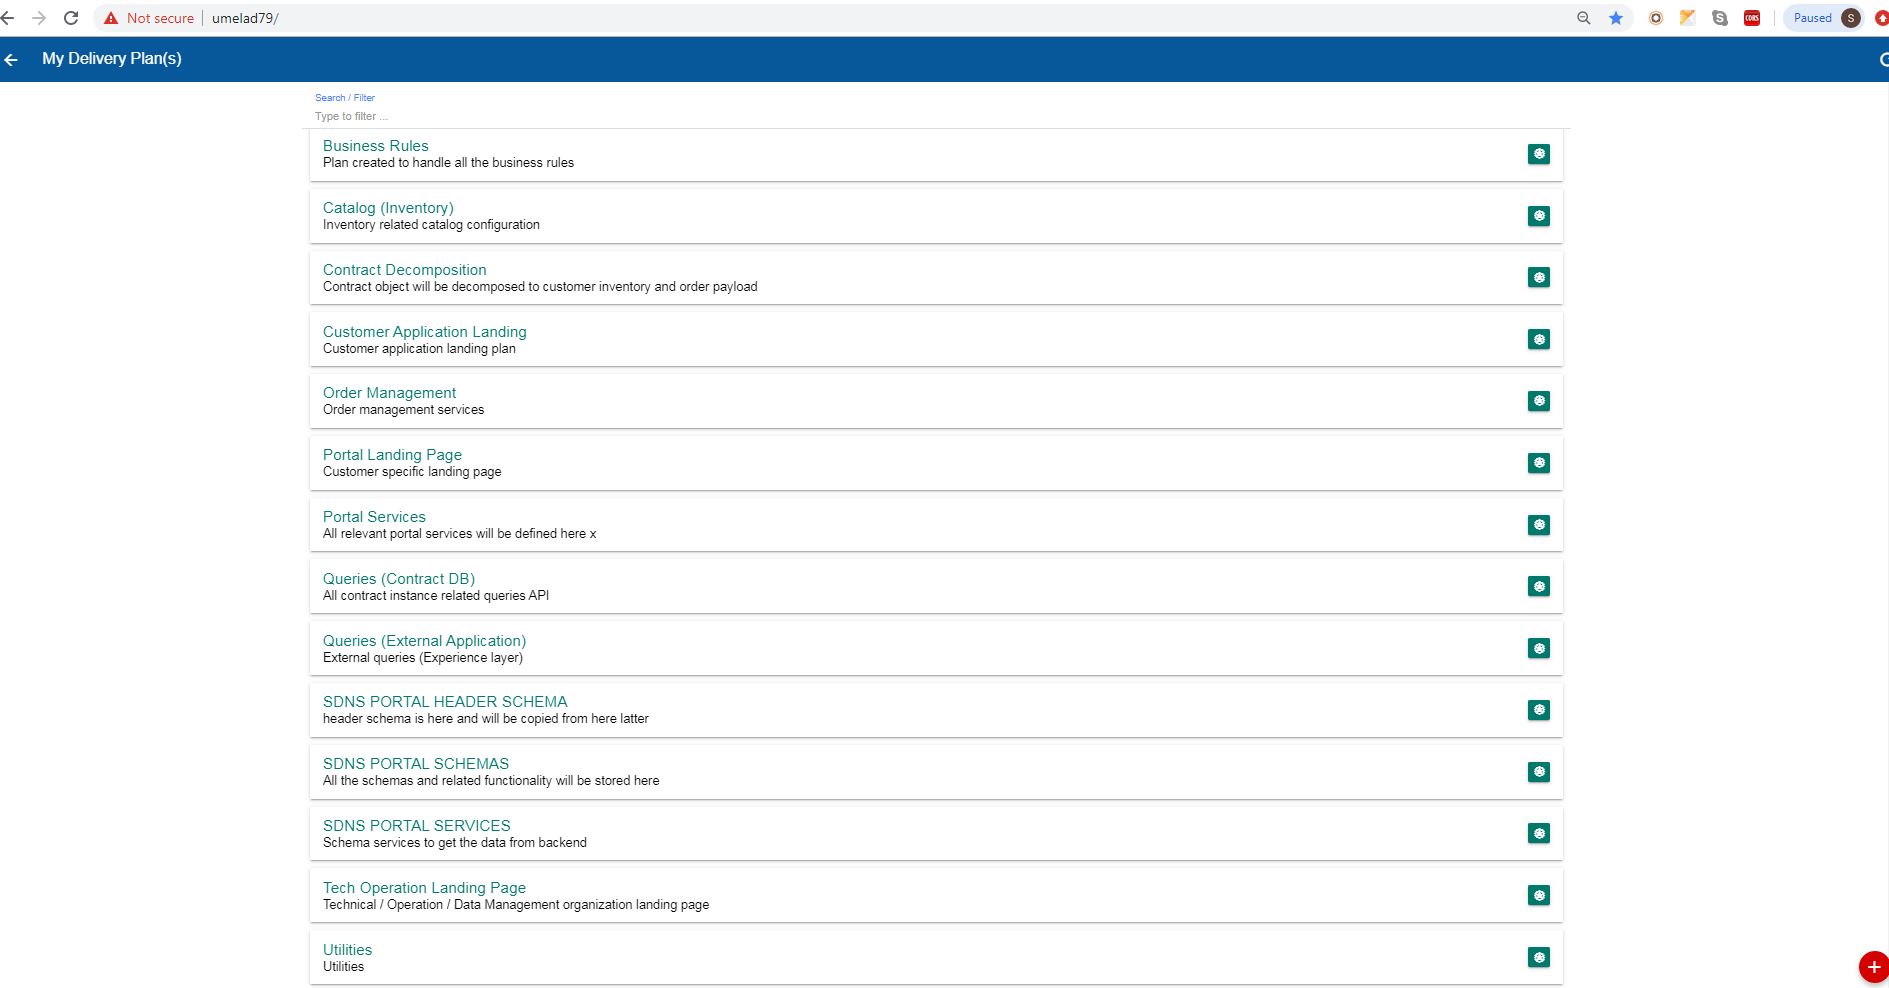 Not secure
umelad79/
CORS
Paused
S
My Delivery Plan(s)
Search / Filter
Type to filter ...
Business Rules
Plan created to handle all the business rules
Catalog (Inventory)
Inventory related catalog configuration
Contract Decomposition
Contract object will be decomposed to customer inventory and order payload
Customer Application Landing
Customer application landing plan
Order Management
Order management services
Portal Landing Page
Customer specific landing page
Portal Services
All relevant portal services will be defined here x
Queries (Contract DB)
All contract instance related queries API
Queries (External Application)
External queries (Experience layer)
SDNS PORTAL HEADER SCHEMA
header schema is here and will be copied from here latter
SDNS PORTAL SCHEMAS
All the schemas and related functionality will be stored here
SDNS PORTAL SERVICES
Schema services to get the data from backend
Tech Operation Landing Page
Technical / Operation / Data Management organization landing page
Utilities
Utilities